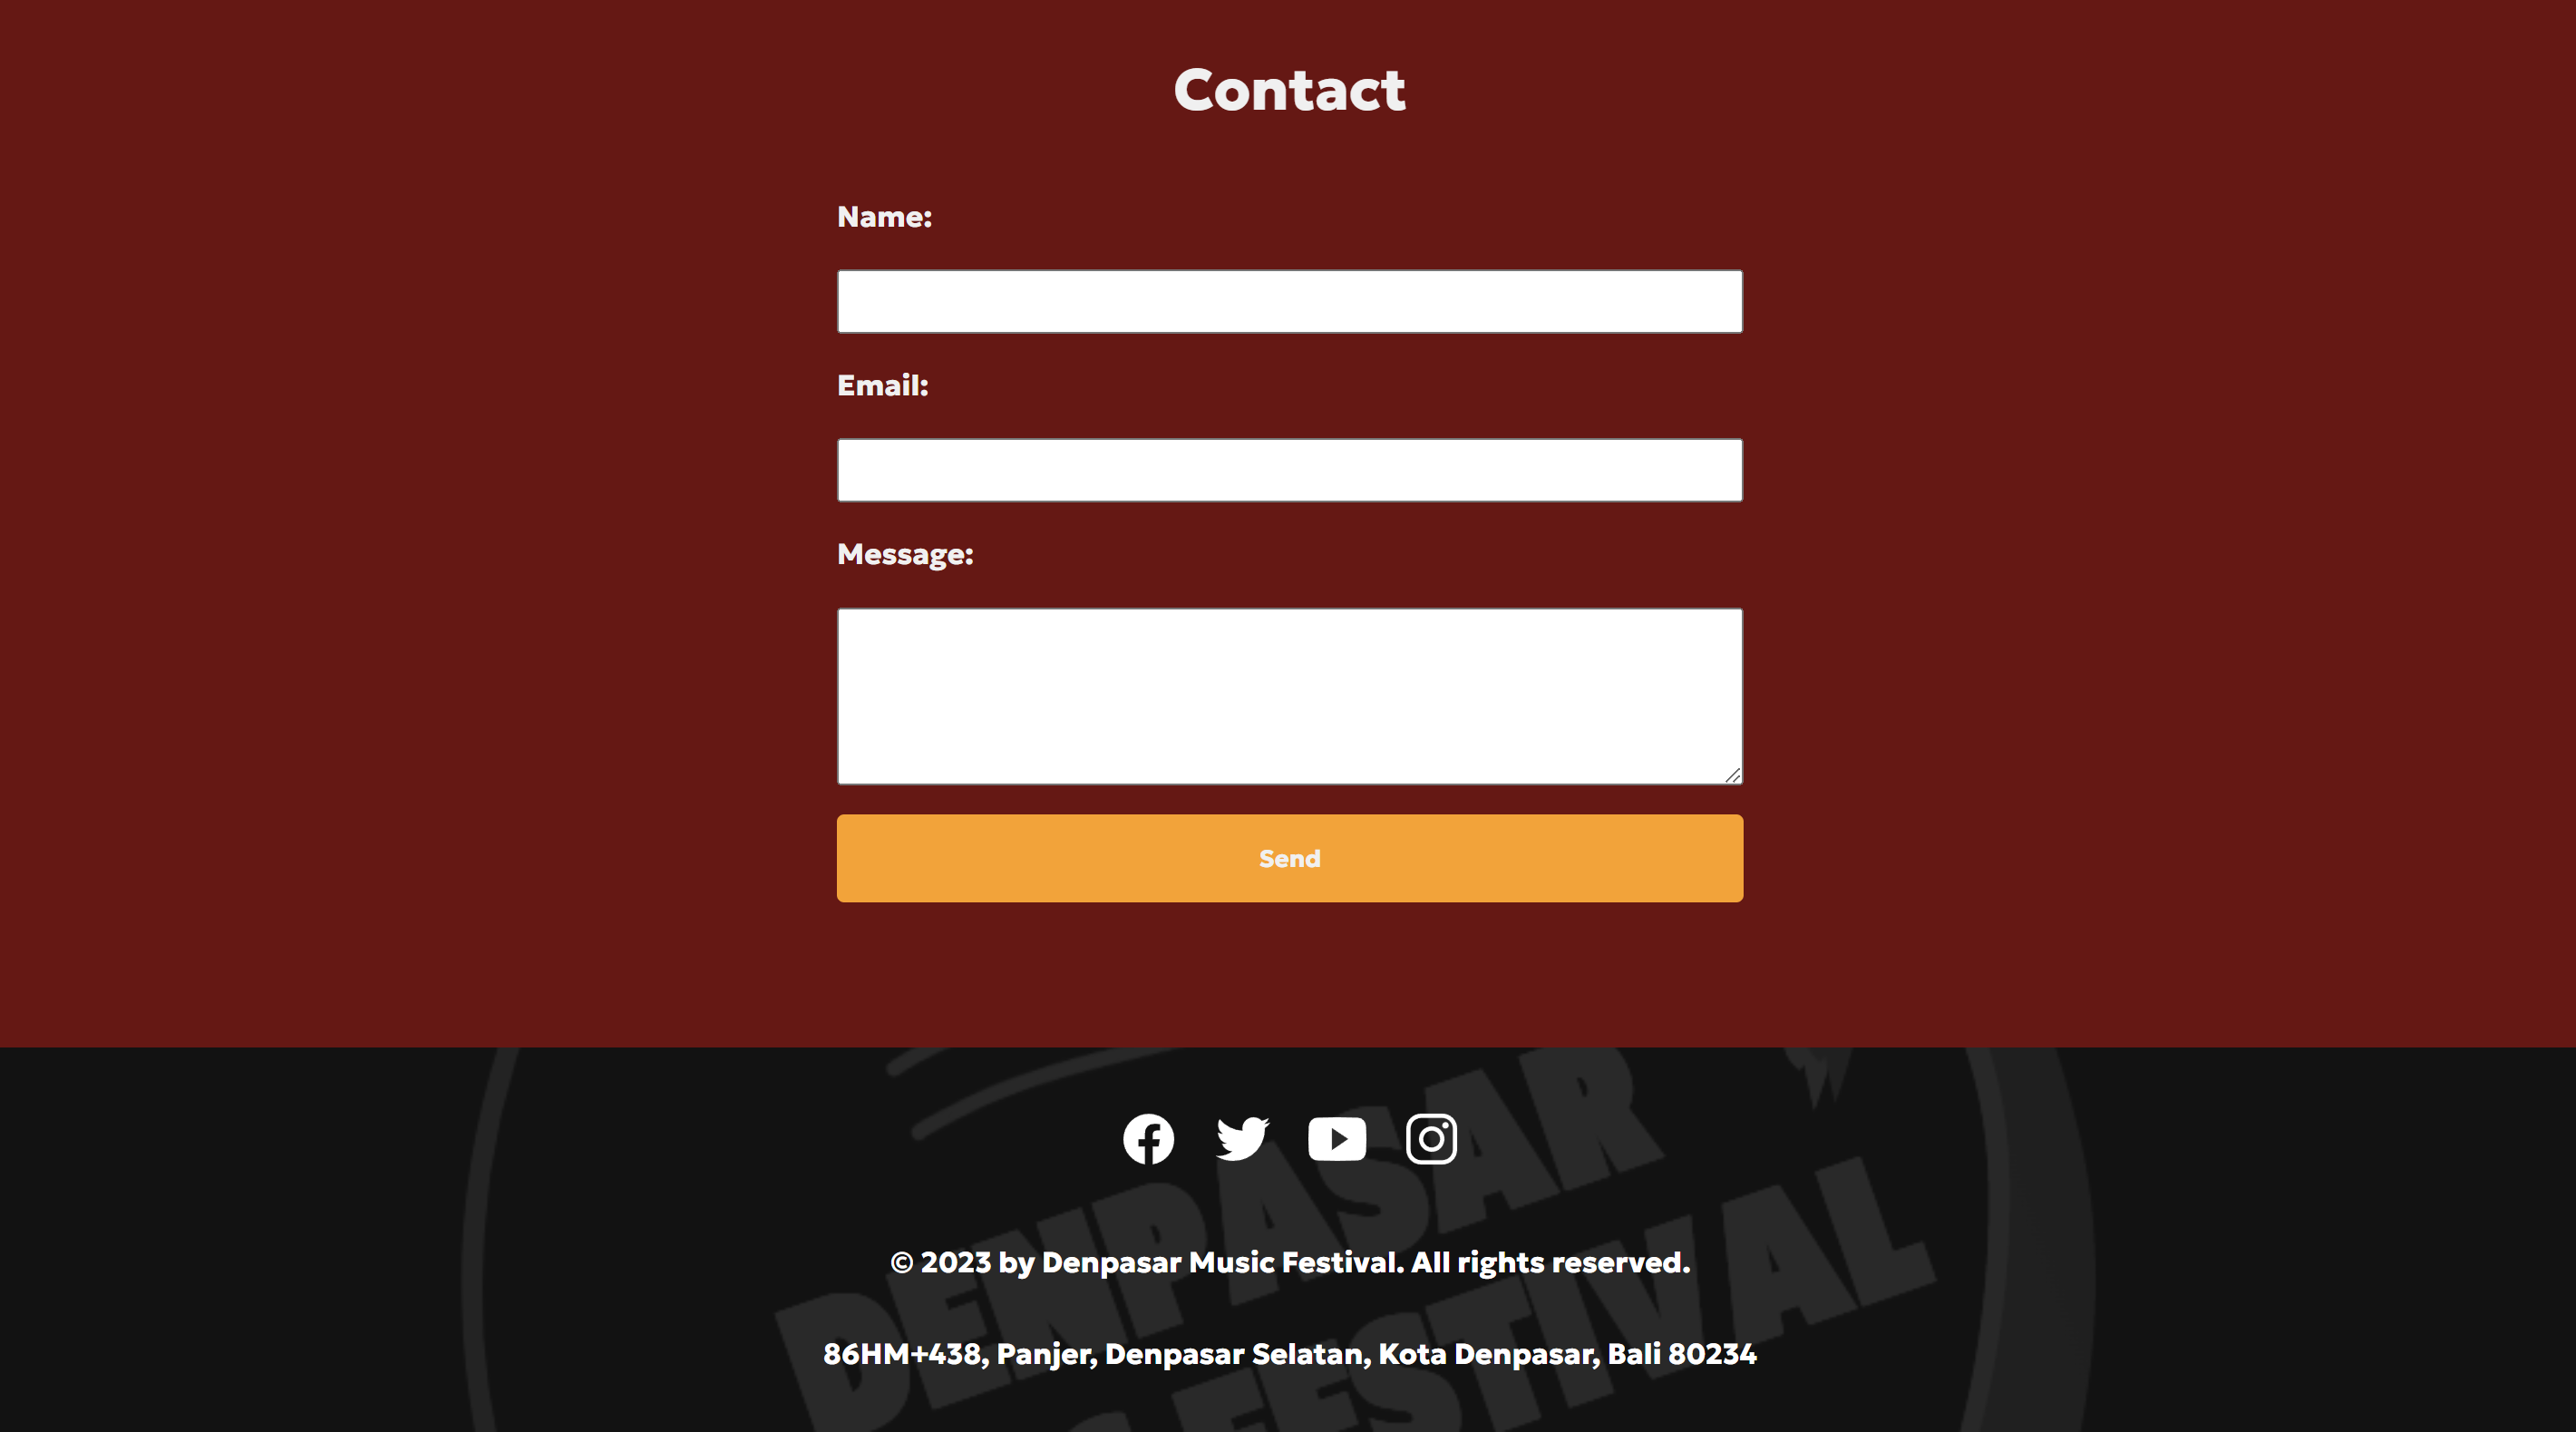 Contact
Name:
Email:
Message:
Send
DENPASAR
FESTIVAL
© 2023 by Denpasar Music Festival. All rights reserved.
86HM+438, Panjer, Denpasar Selatan, Kota Denpasar, Bali 80234
FESTIVAL